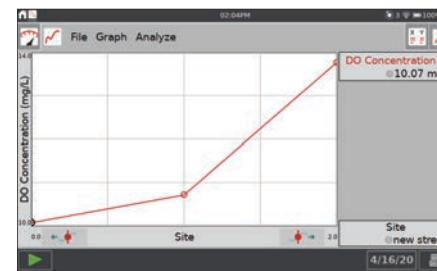 02:04PM
100
File Graph Analyze
X Y
14.0
DO Concentration (mg/L)
10.0
0.0
Site
2.0
DO Concentration
10.07 m
Site
new stre
4/16/20